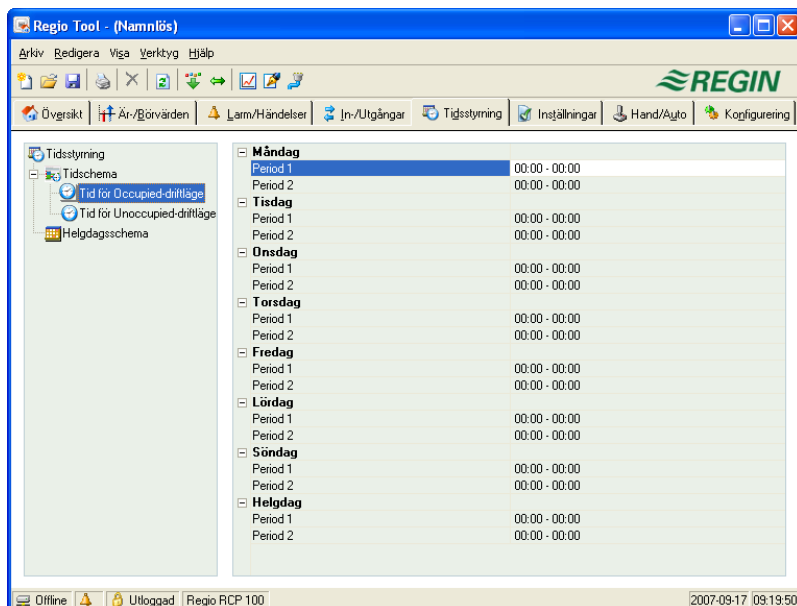 Regio Tool - (Namnlös)
Arkiv Redigera Visa Verktyg Hjälp
REGIN
Översikt Är-/Börvärden Larm/Händelser In-/Utgångar Tidsstyrning Inställningar Hand/Auto Konfigurering
Tidsstyrning
Tidschema
Tid för Occupied-driftläge
Tid för Unoccupied-driftläge
Helgdagsschema
Måndag
Period 1 00:00 - 00:00
Period 2 00:00 - 00:00
Tisdag
Period 1 00:00 - 00:00
Period 2 00:00 - 00:00
Onsdag
Period 1 00:00 - 00:00
Period 2 00:00 - 00:00
Torsdag
Period 1 00:00 - 00:00
Period 2 00:00 - 00:00
Fredag
Period 1 00:00 - 00:00
Period 2 00:00 - 00:00
Lördag
Period 1 00:00 - 00:00
Period 2 00:00 - 00:00
Söndag
Period 1 00:00 - 00:00
Period 2 00:00 - 00:00
Helgdag
Period 1 00:00 - 00:00
Period 2 00:00 - 00:00
Offline Utloggad Regio RCP 100 2007-09-17 09:19:50